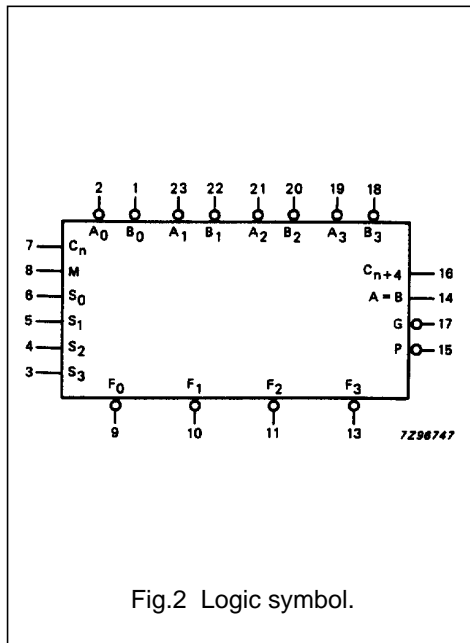 2 1 23 22 21 20 19 18
A0 B0 A1 B1 A2 B2 A3 B3
7 Cn
8 M
6 S0
5 S1
4 S2
3 S3
Cn+4 16
A = B 14
G 17
P 15
F0 F1 F2 F3
9 10 11 13
7Z96747
Fig.2 Logic symbol.